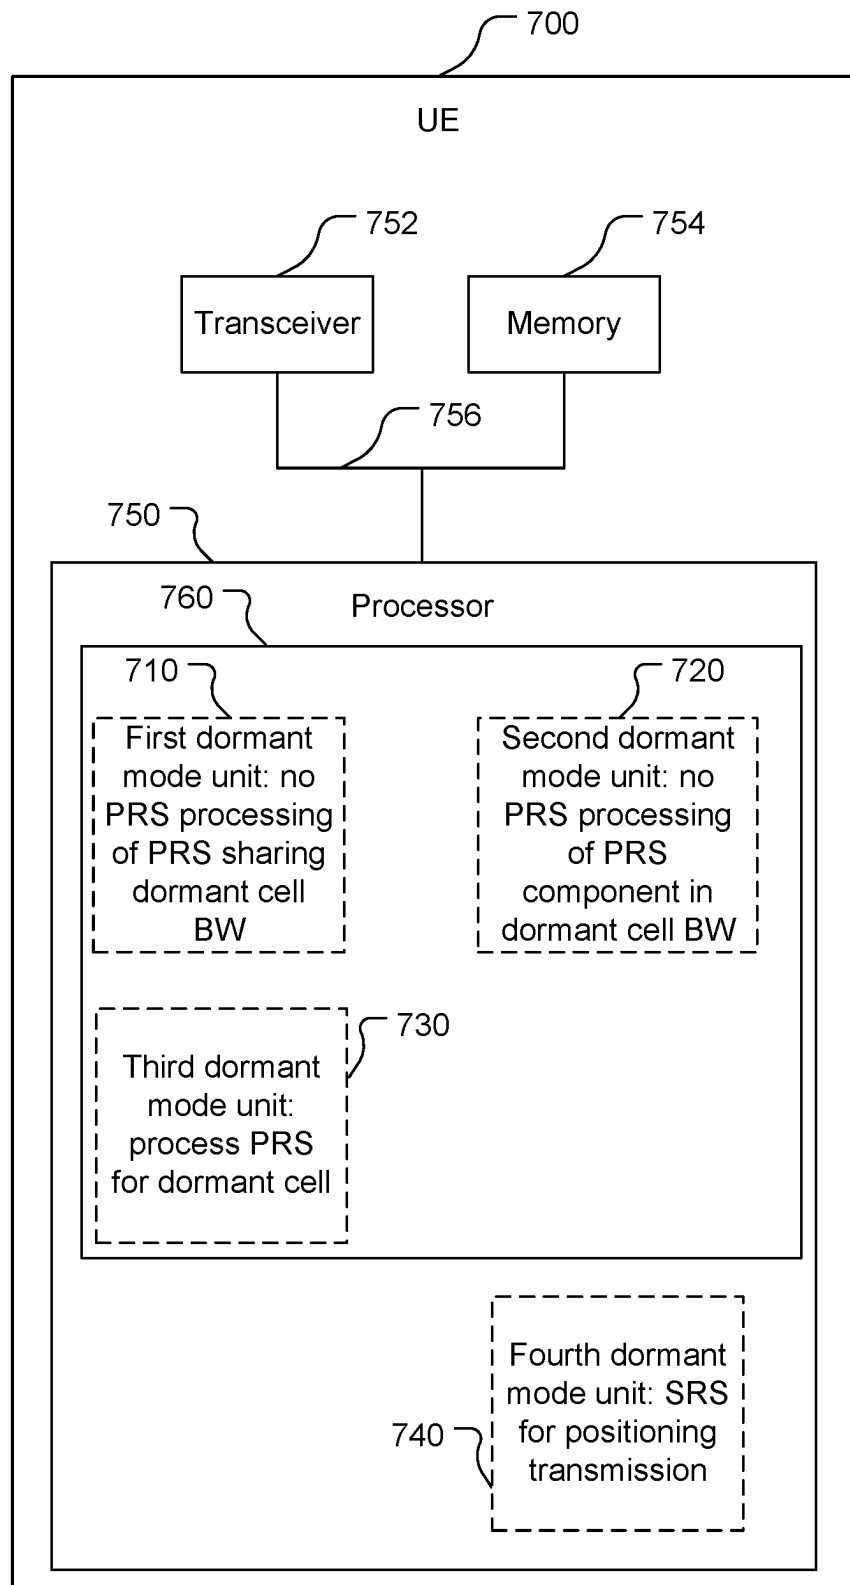 700
UE
752
754
Transceiver
Memory
756
750
760
Processor
710
720
First dormant
mode unit: no
PRS processing
of PRS sharing
dormant cell
BW
Second dormant
mode unit: no
PRS processing
of PRS
component in
dormant cell BW
730
Third dormant
mode unit:
process PRS
for dormant cell
Fourth dormant
mode unit: SRS
for positioning
transmission
740